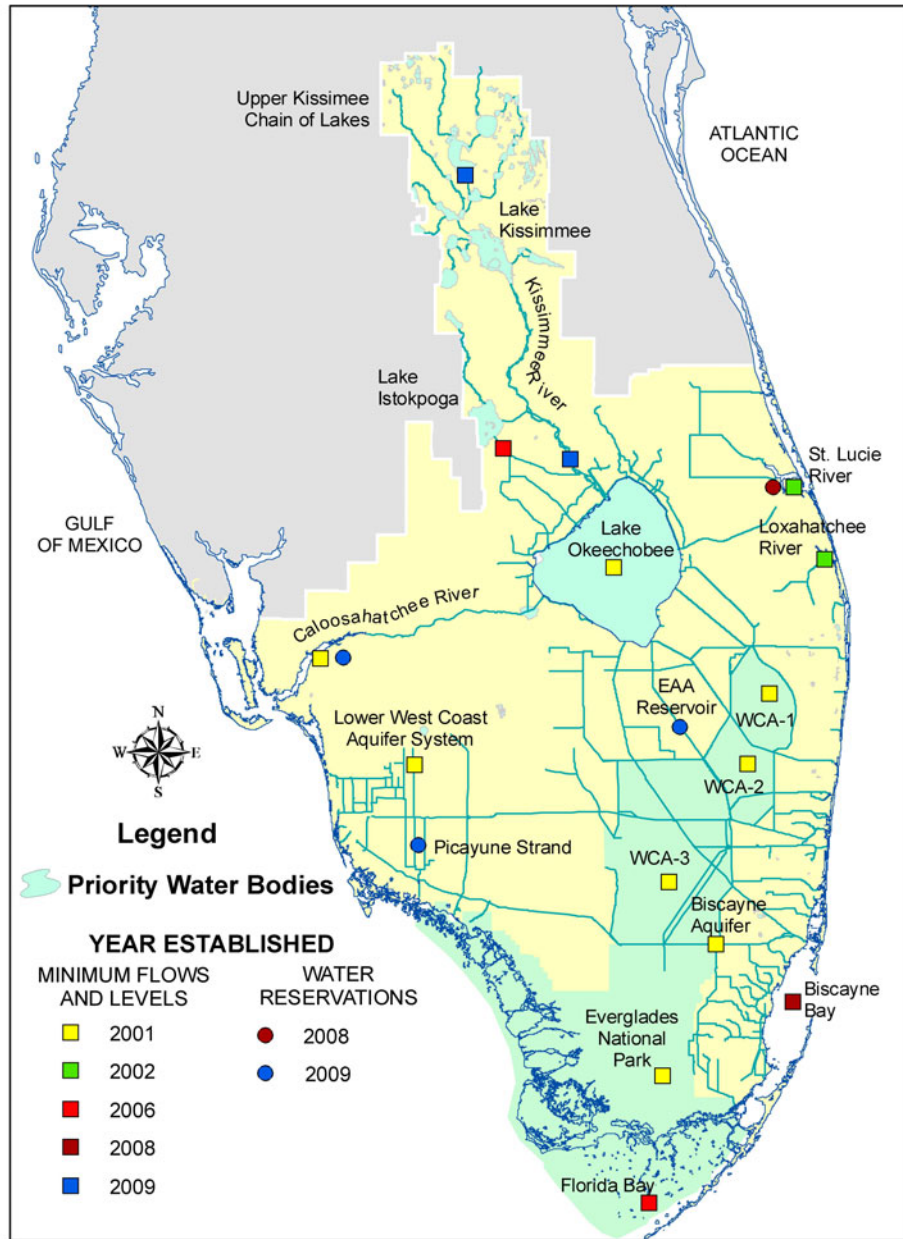 Upper Kissimee
Chain of Lakes
ATLANTIC
OCEAN
Lake
Kissimmee
Kissimmee River
Lake
Istokpoga
St. Lucie
River
GULF
OF MEXICO
Lake
Okeechobee
Loxahatchee
River
Caloosahatchee River
EAA
Reservoir
WCA-1
Lower West Coast
Aquifer System
N
W E
S
WCA-2
Legend
Priority Water Bodies
Picayune Strand
WCA-3
Biscayne
Aquifer
YEAR ESTABLISHED
MINIMUM FLOWS
AND LEVELS
WATER
RESERVATIONS
2001
2002
2006
2008
2009
2008
2009
Biscayne
Bay
Everglades
National
Park
Florida Bay